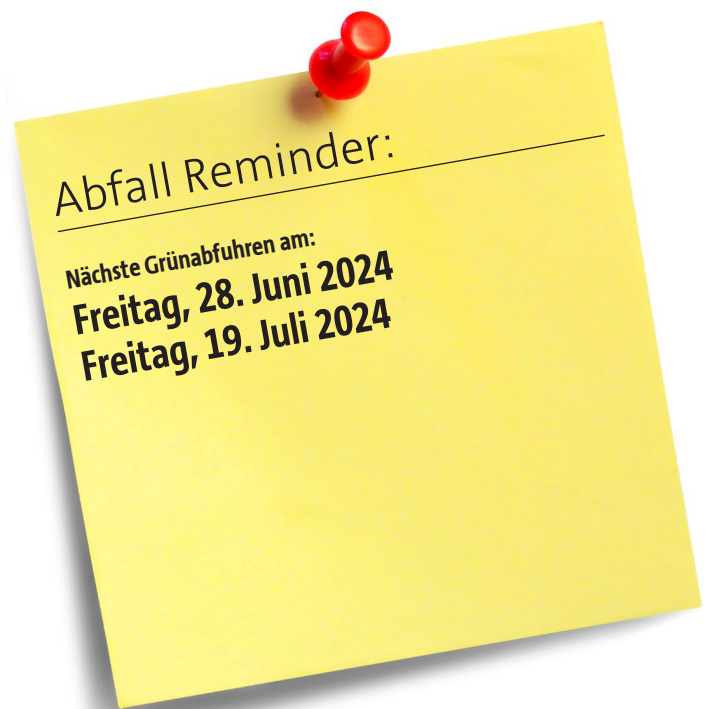 Abfall Reminder:
Nächste Grünabfuhren am:
Freitag, 28. Juni 2024
Freitag, 19. Juli 2024